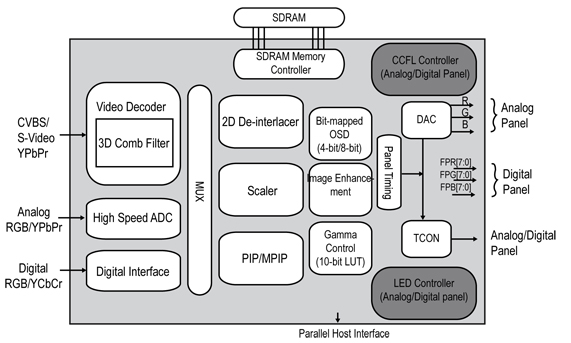 SDRAM
SDRAM Memory
Controller
CCFL Controller
(Analog/Digital Panel)
Video Decoder
3D Comb Filter
CVBS/
S-Video
YPbPr
2D De-interlacer
Bit-mapped
OSD
(4-bit/8-bit)
DAC
R
G
B
Analog
Panel
MUX
Scaler
Image Enhance-
ment
Panel Timing
FPR[7:0]
FPG[7:0]
FPB[7:0]
Digital
Panel
Analog
RGB/YPbPr
High Speed ADC
PIP/MPIP
Gamma
Control
(10-bit LUT)
TCON
Analog/Digital
Panel
Digital
RGB/YCbCr
Digital Interface
LED Controller
(Analog/Digital panel)
Parallel Host Interface